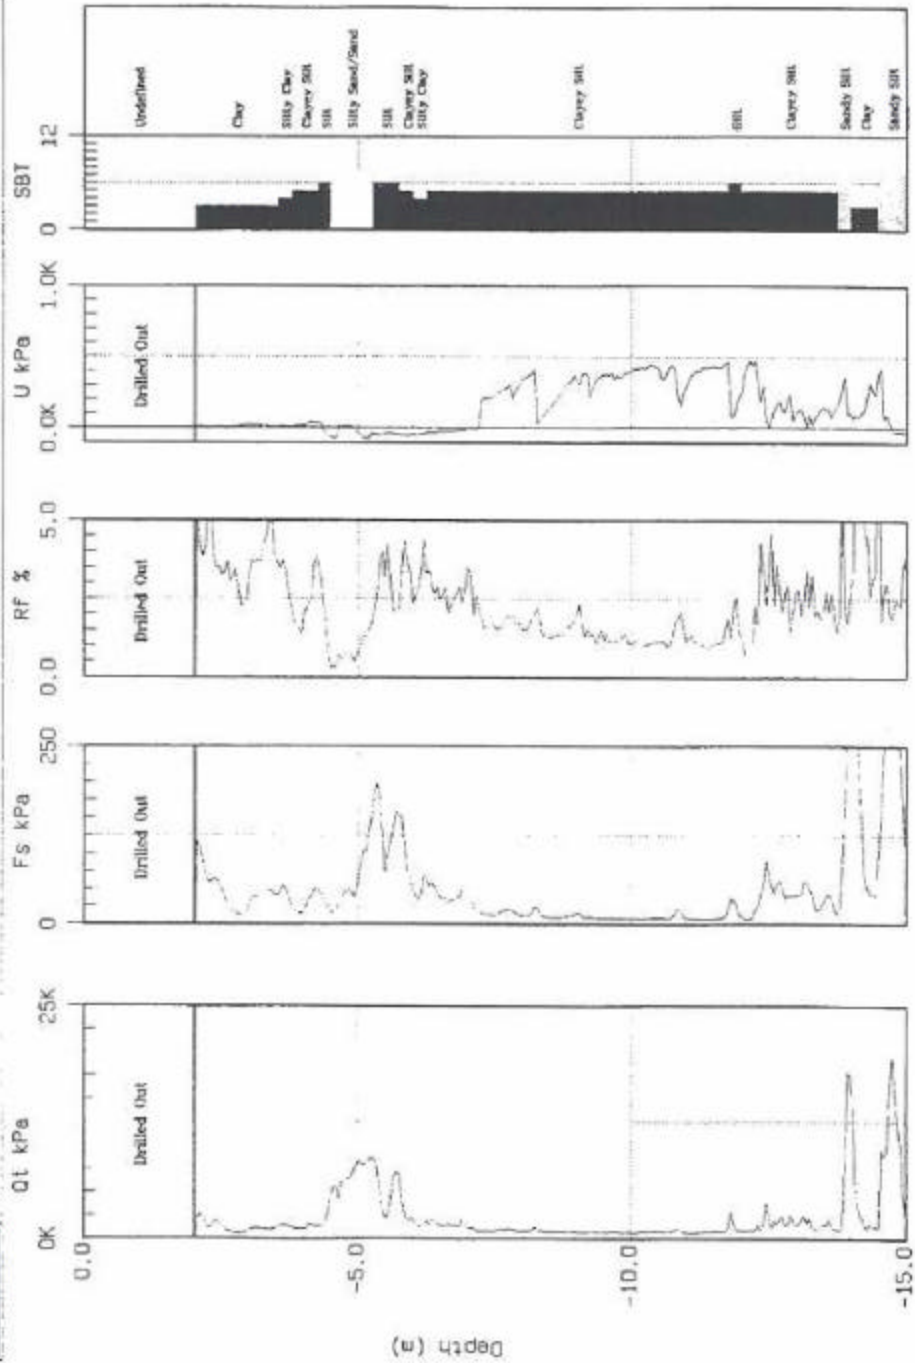 Qt kPa
0K
25K
Fs kPa
0
250
Rf %
0.0
5.0
U kPa
0.0K
1.0K
SBT
0
12
Depth (m)
0.0
-5.0
-10.0
-15.0
Drilled Out
Drilled Out
Drilled Out
Drilled Out
Undefined
Clay
Silty Clay
Clayey Silt
Silt
Silty Sand/Sand
Silt
Clayey Silt
Silty Clay
Clayey Silt
Silt
Clayey Silt
Sandy Silt
Clay
Sandy Silt